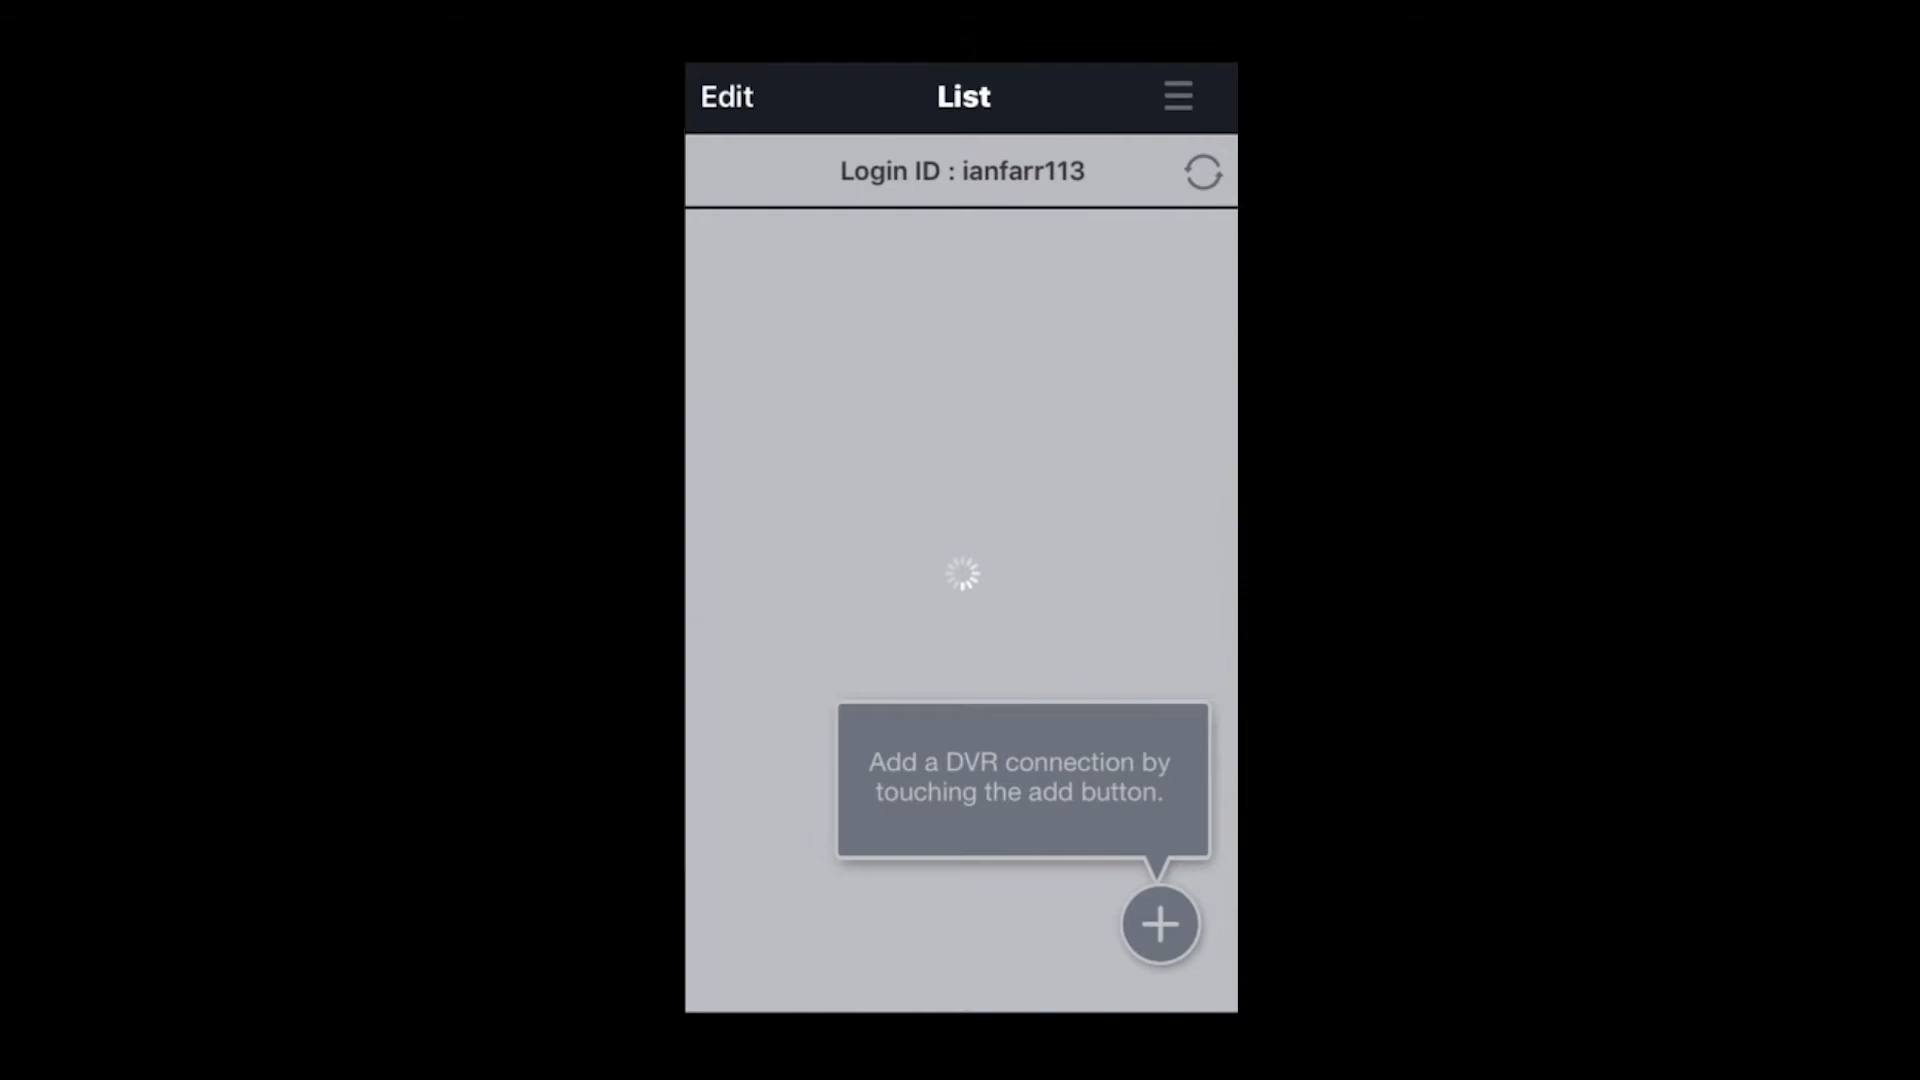 Edit
List
Login ID : ianfarr113
Add a DVR connection by
touching the add button.